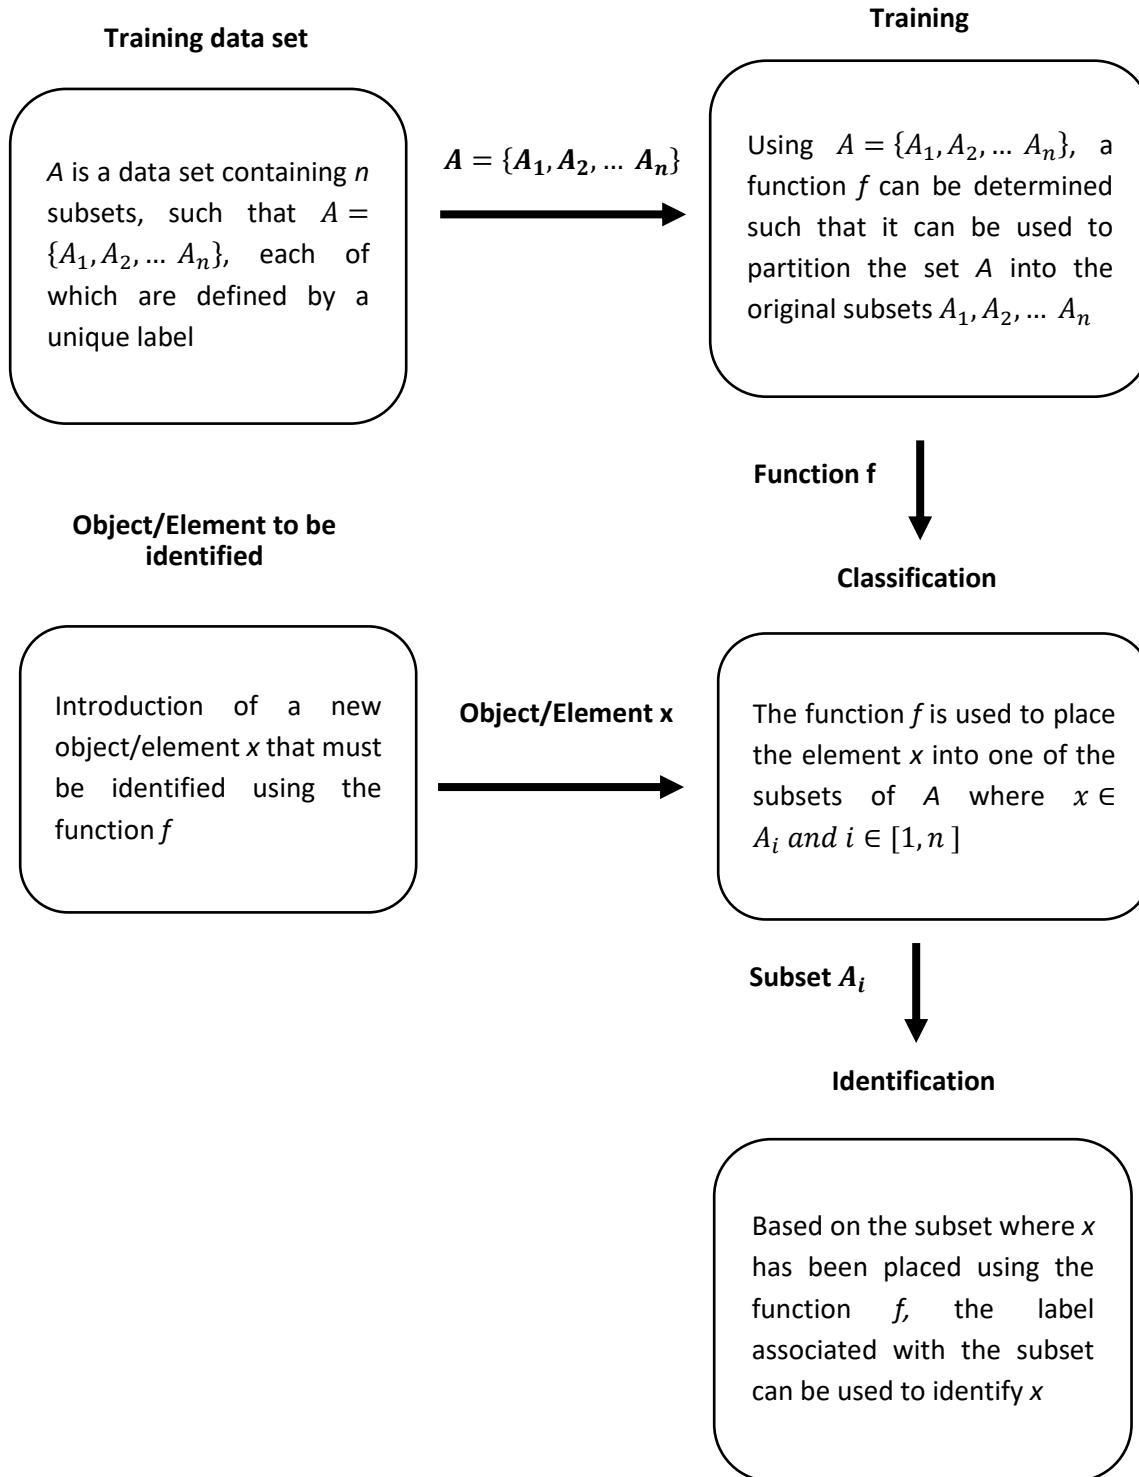 Training data set
A is a data set containing n
subsets, such that A =
{A₁, A₂, … Aₙ}, each of
which are defined by a
unique label
A = {A₁, A₂, … Aₙ}
Training
Using A = {A₁, A₂, … Aₙ}, a
function f can be determined
such that it can be used to
partition the set A into the
original subsets A₁, A₂, … Aₙ
Function f
Object/Element to be
identified
Introduction of a new
object/element x that must
be identified using the
function f
Object/Element x
Classification
The function f is used to place
the element x into one of the
subsets of A where x ∈
Aᵢ and i ∈ [1, n ]
Subset Aᵢ
Identification
Based on the subset where x
has been placed using the
function f, the label
associated with the subset
can be used to identify x